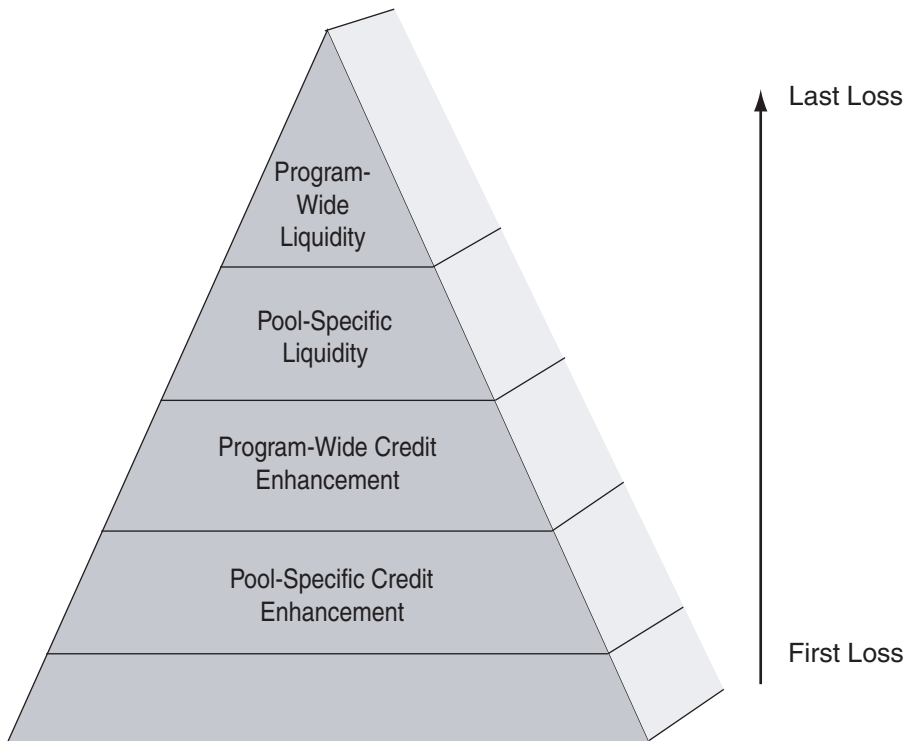 Last Loss
Program-
Wide
Liquidity
Pool-Specific
Liquidity
Program-Wide Credit
Enhancement
Pool-Specific Credit
Enhancement
First Loss